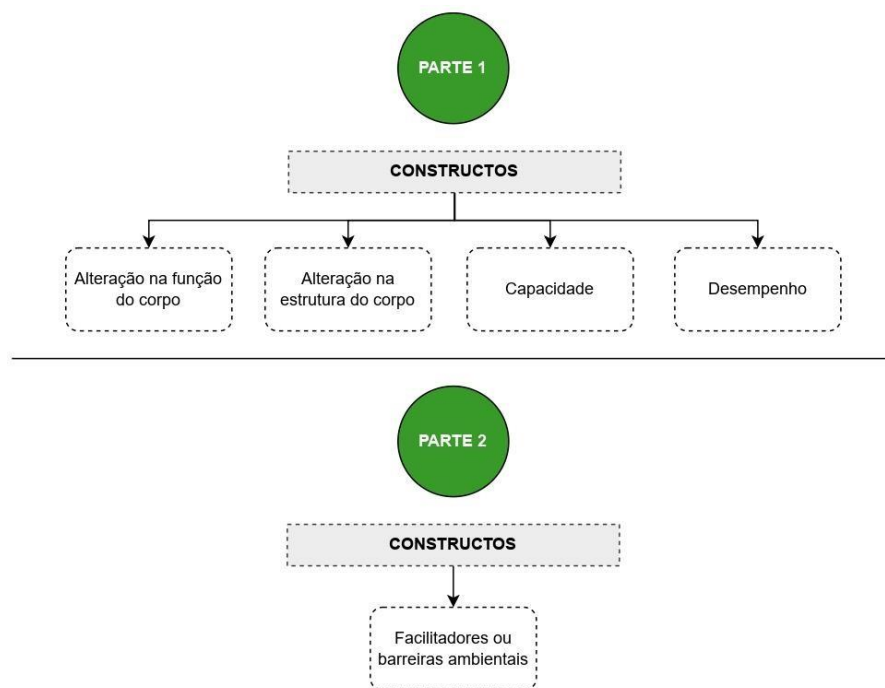 PARTE 1
CONSTRUCTOS
Alteração na função
do corpo
Alteração na
estrutura do corpo
Capacidade
Desempenho
PARTE 2
CONSTRUCTOS
Facilitadores ou
barreiras ambientais